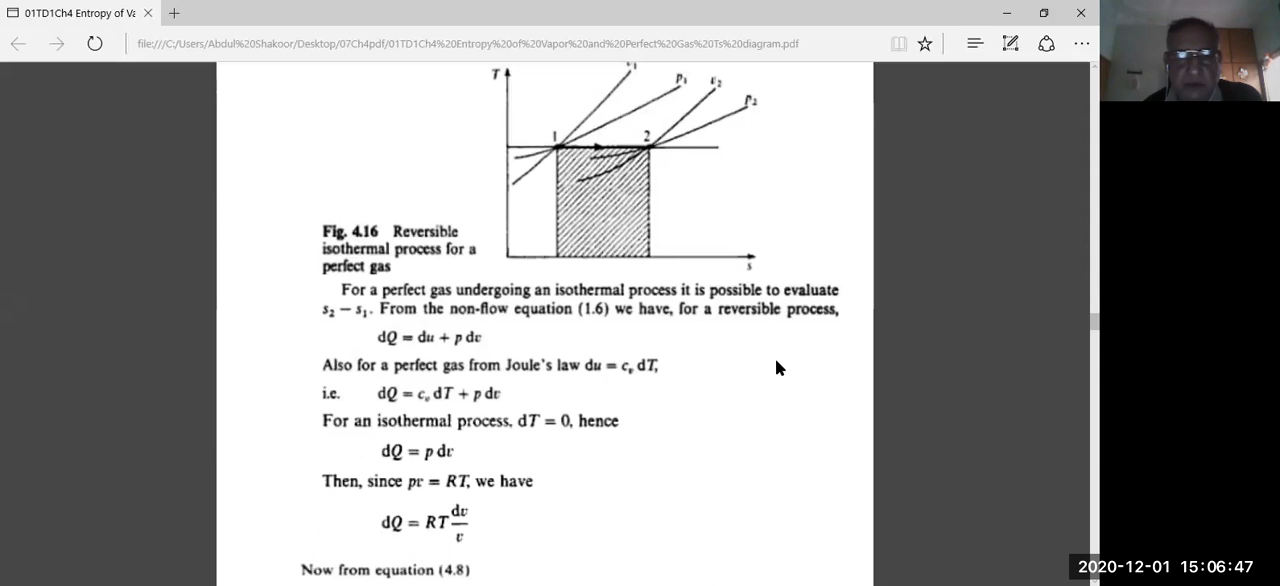 01TD1Ch4 Entropy of Va
file:///C:/Users/Abdul%20Shakoor/Desktop/07Ch4pdf/01TD1Ch4%20Entropy%20of%20Vapor%20and%20Perfect%20Gas%20Ts%20diagram.pdf
T
p₁ v₂
p₂
1 2
s
Fig. 4.16 Reversible
isothermal process for a
perfect gas
For a perfect gas undergoing an isothermal process it is possible to evaluate
s₂ − s₁. From the non-flow equation (1.6) we have, for a reversible process,
dQ = du + p dv
Also for a perfect gas from Joule's law du = cᵥ dT,
i.e. dQ = cᵥ dT + p dv
For an isothermal process, dT = 0, hence
dQ = p dv
Then, since pv = RT, we have
dQ = RT dv/v
Now from equation (4.8)
2020-12-01 15:06:47